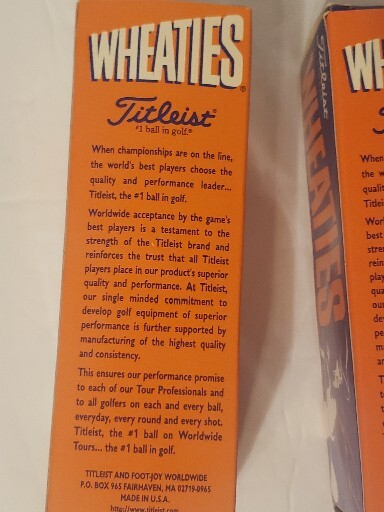 WHEATIES®
Titleist®
#1 ball in golf.®
When championships are on the line,
the world's best players choose the
quality and performance leader...
Titleist, the #1 ball in golf.
Worldwide acceptance by the game's
best players is a testament to the
strength of the Titleist brand and
reinforces the trust that all Titleist
players place in our product's superior
quality and performance. At Titleist,
our single minded commitment to
develop golf equipment of superior
performance is further supported by
manufacturing of the highest quality
and consistency.
This ensures our performance promise
to each of our Tour Professionals and
to all golfers on each and every ball,
everyday, every round and every shot.
Titleist, the #1 ball on Worldwide
Tours... the #1 ball in golf.
TITLEIST AND FOOT-JOY WORLDWIDE
P.O. BOX 965 FAIRHAVEN, MA 02719-0965
MADE IN U.S.A.
http://www.titleist.com
Titleist
WHEATIES